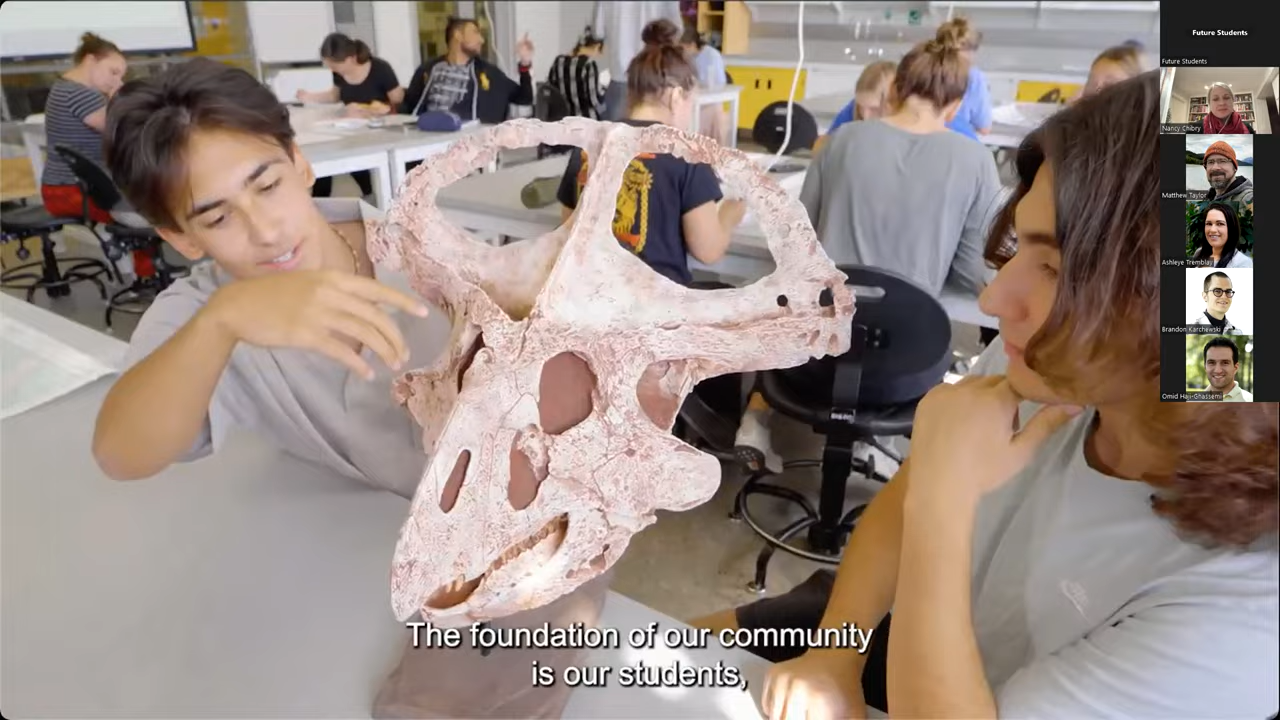 Future Students
Future Students
Nancy Chibry
Matthew Taylor
Ashleye Tremblay
Brandon Karchewski
Omid Haji-Ghassemi
The foundation of our community
is our students,